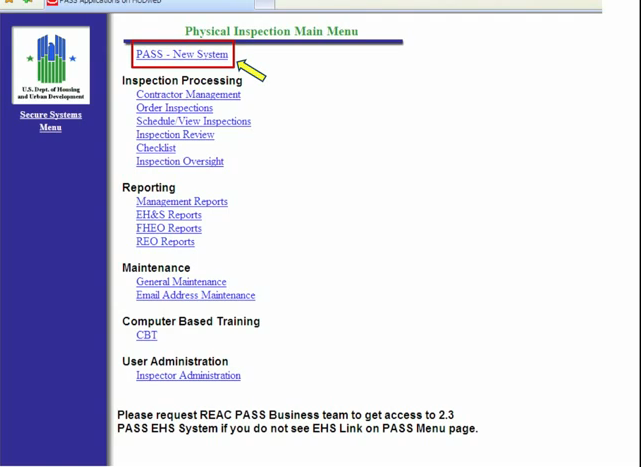 PASS Applications on HUDweb
Physical Inspection Main Menu
PASS - New System
U.S. Dept. of Housing
and Urban Development
Secure Systems
Menu
Inspection Processing
Contractor Management
Order Inspections
Schedule/View Inspections
Inspection Review
Checklist
Inspection Oversight
Reporting
Management Reports
EH&S Reports
FHEO Reports
REO Reports
Maintenance
General Maintenance
Email Address Maintenance
Computer Based Training
CBT
User Administration
Inspector Administration
Please request REAC PASS Business team to get access to 2.3
PASS EHS System if you do not see EHS Link on PASS Menu page.